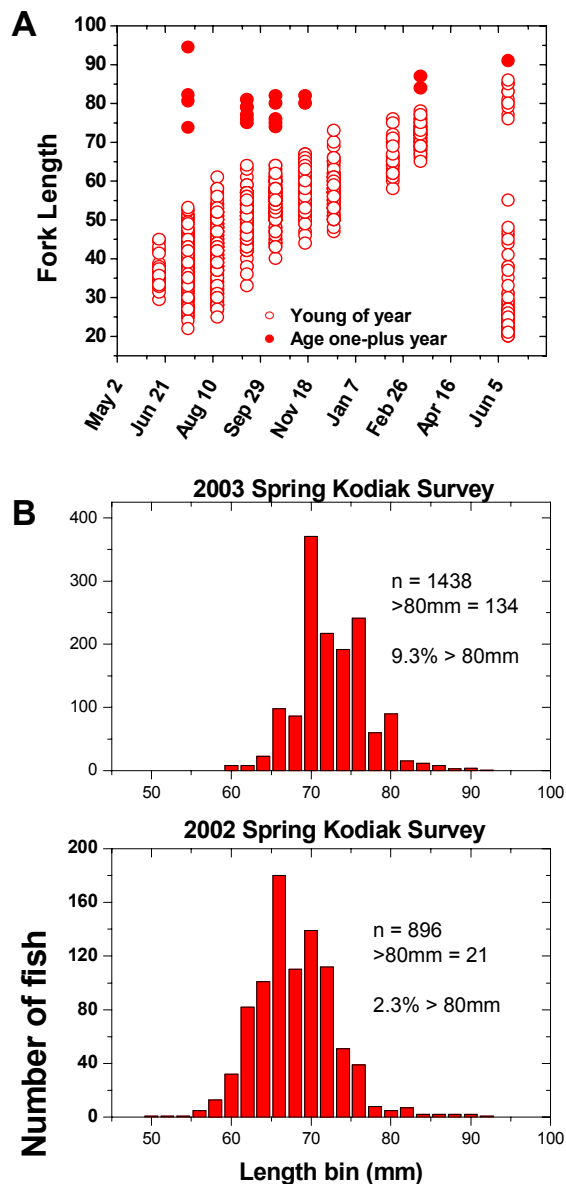 A
100
90
80
70
60
50
40
30
20
Fork Length
Young of year
Age one-plus year
May 2
Jun 21
Aug 10
Sep 29
Nov 18
Jan 7
Feb 26
Apr 16
Jun 5
B
2003 Spring Kodiak Survey
400
300
200
100
0
n = 1438
>80mm = 134
9.3% > 80mm
50
60
70
80
90
100
2002 Spring Kodiak Survey
200
160
120
80
40
0
n = 896
>80mm = 21
2.3% > 80mm
Number of fish
50
60
70
80
90
100
Length bin (mm)